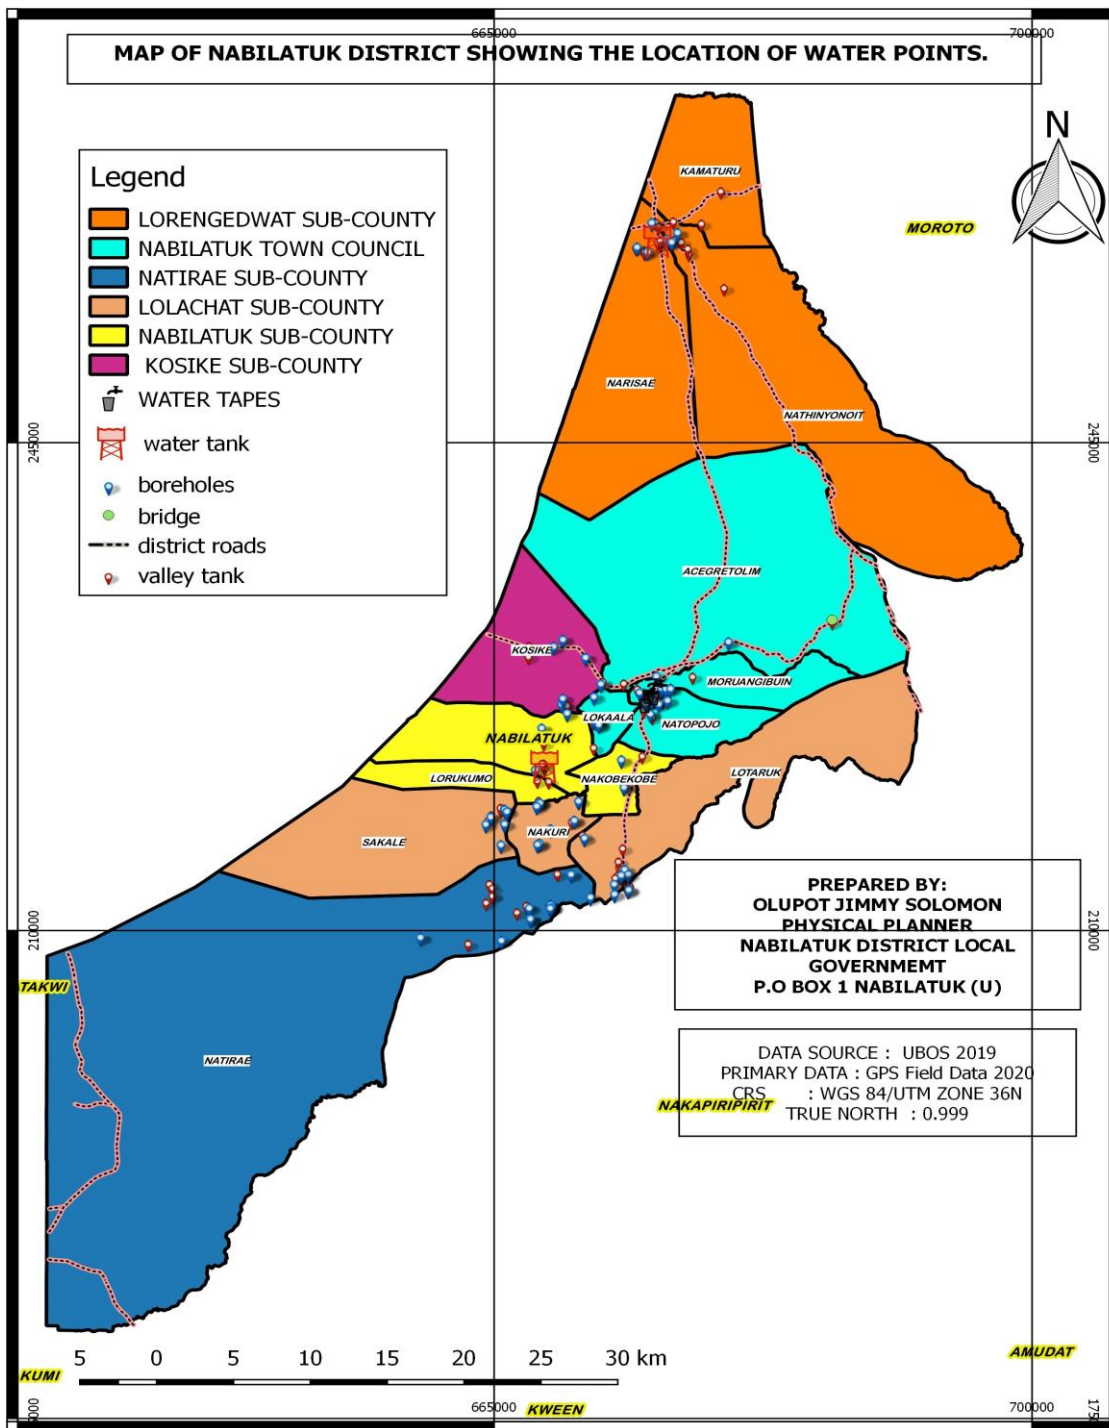 665000
700000
MAP OF NABILATUK DISTRICT SHOWING THE LOCATION OF WATER POINTS.
N
Legend
LORENGEDWAT SUB-COUNTY
NABILATUK TOWN COUNCIL
NATIRAE SUB-COUNTY
LOLACHAT SUB-COUNTY
NABILATUK SUB-COUNTY
KOSIKE SUB-COUNTY
WATER TAPES
water tank
boreholes
bridge
district roads
valley tank
KAMATURU
MOROTO
NARISAE
NATHINYONOIT
245000
245000
ACEGRETOLIM
KOSIKE
MORUANGIBUIN
LOKAALA
NATOPOJO
NABILATUK
LORUKUMO
NAKOBEKOBE
LOTARUK
NAKURI
SAKALE
PREPARED BY:
OLUPOT JIMMY SOLOMON
PHYSICAL PLANNER
NABILATUK DISTRICT LOCAL
GOVERNMEMT
P.O BOX 1 NABILATUK (U)
210000
210000
TAKWI
NATIRAE
DATA SOURCE : UBOS 2019
PRIMARY DATA : GPS Field Data 2020
CRS : WGS 84/UTM ZONE 36N
NAKAPIRIPIRIT
TRUE NORTH : 0.999
5 0 5 10 15 20 25 30 km
AMUDAT
KUMI
KWEEN
665000
700000